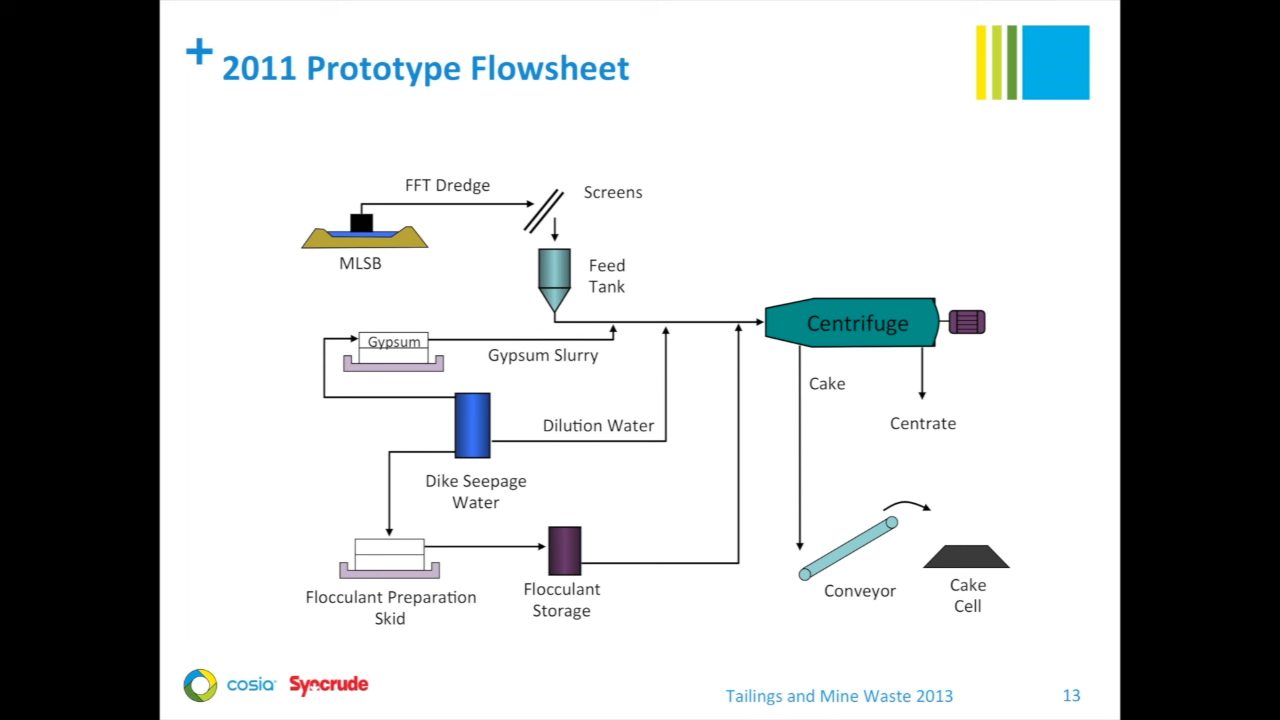 + 2011 Prototype Flowsheet
FFT Dredge
Screens
MLSB
Feed
Tank
Centrifuge
Gypsum
Gypsum Slurry
Cake
Centrate
Dilution Water
Dike Seepage
Water
Flocculant Preparation
Skid
Flocculant
Storage
Conveyor
Cake
Cell
cosia
Syncrude
Tailings and Mine Waste 2013
13